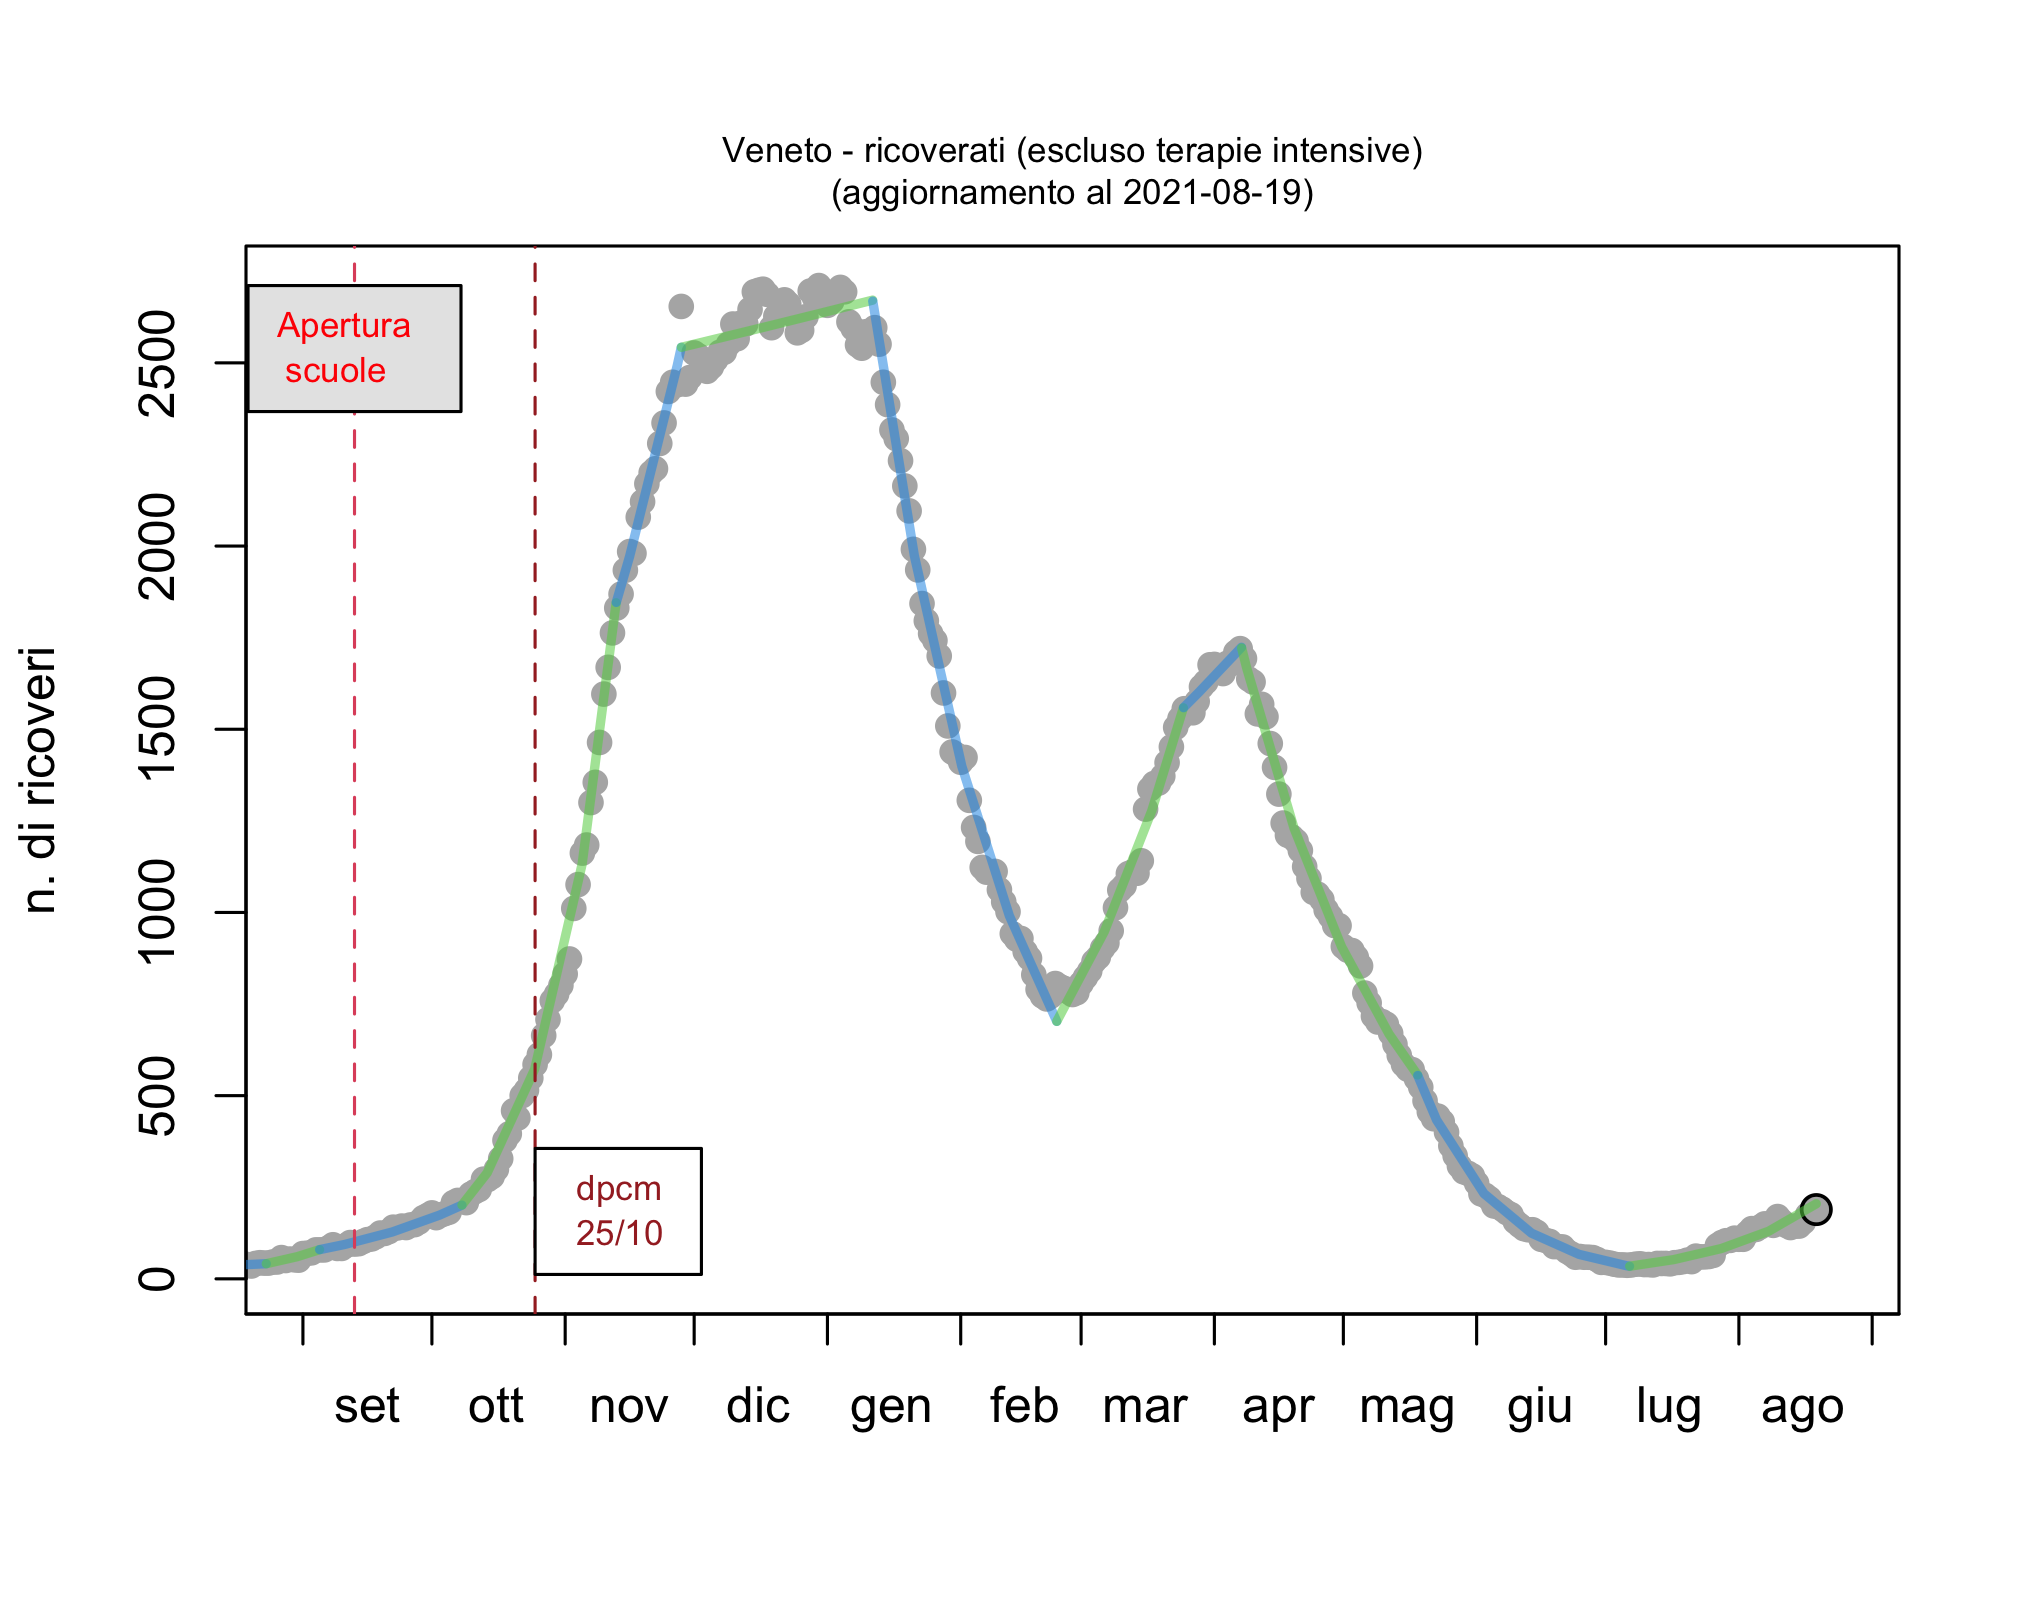 Veneto - ricoverati (escluso terapie intensive)
(aggiornamento al 2021-08-19)
Apertura
scuole
dpcm
25/10
n. di ricoveri
2500
2000
1500
1000
500
0
set ott nov dic gen feb mar apr mag giu lug ago